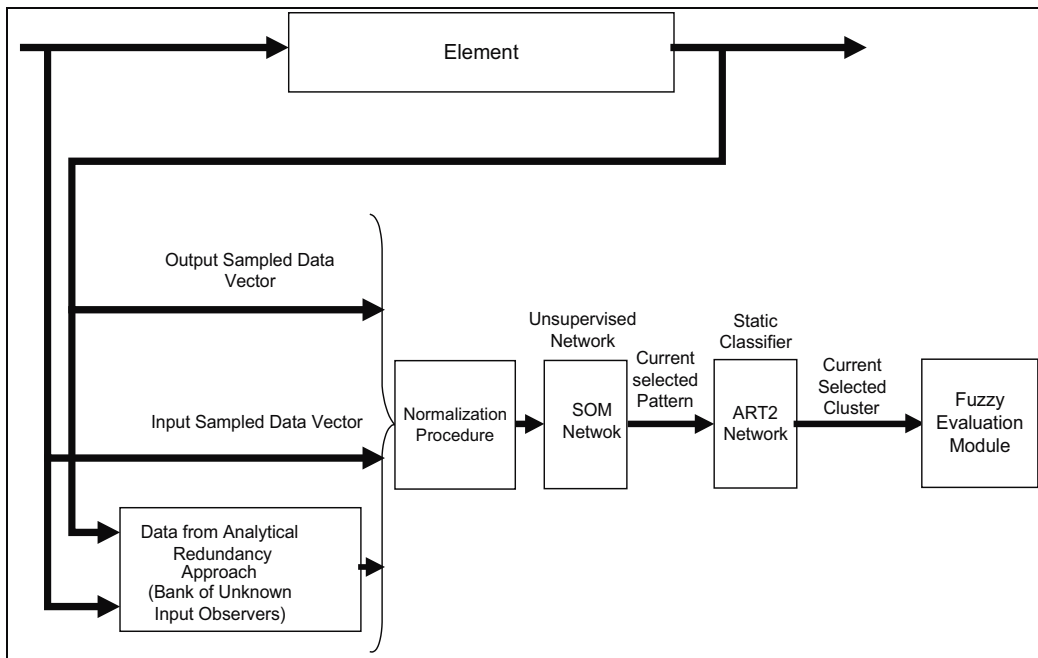 Element
Output Sampled Data
Vector
Input Sampled Data Vector
Data from Analytical
Redundancy
Approach
(Bank of Unknown
Input Observers)
Normalization
Procedure
Unsupervised
Network
SOM
Netwok
Current
selected
Pattern
Static
Classifier
ART2
Network
Current
Selected
Cluster
Fuzzy
Evaluation
Module